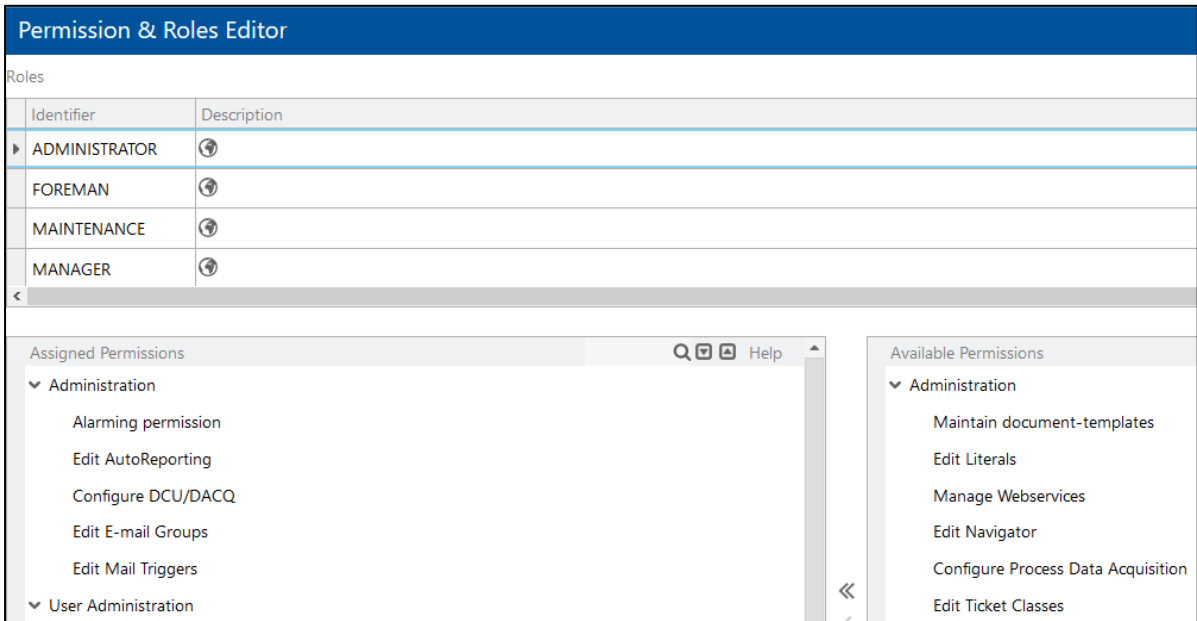 Permission & Roles Editor
Roles
Identifier Description
ADMINISTRATOR
FOREMAN
MAINTENANCE
MANAGER
Assigned Permissions Help
Administration
Alarming permission
Edit AutoReporting
Configure DCU/DACQ
Edit E-mail Groups
Edit Mail Triggers
User Administration
Available Permissions
Administration
Maintain document-templates
Edit Literals
Manage Webservices
Edit Navigator
Configure Process Data Acquisition
Edit Ticket Classes